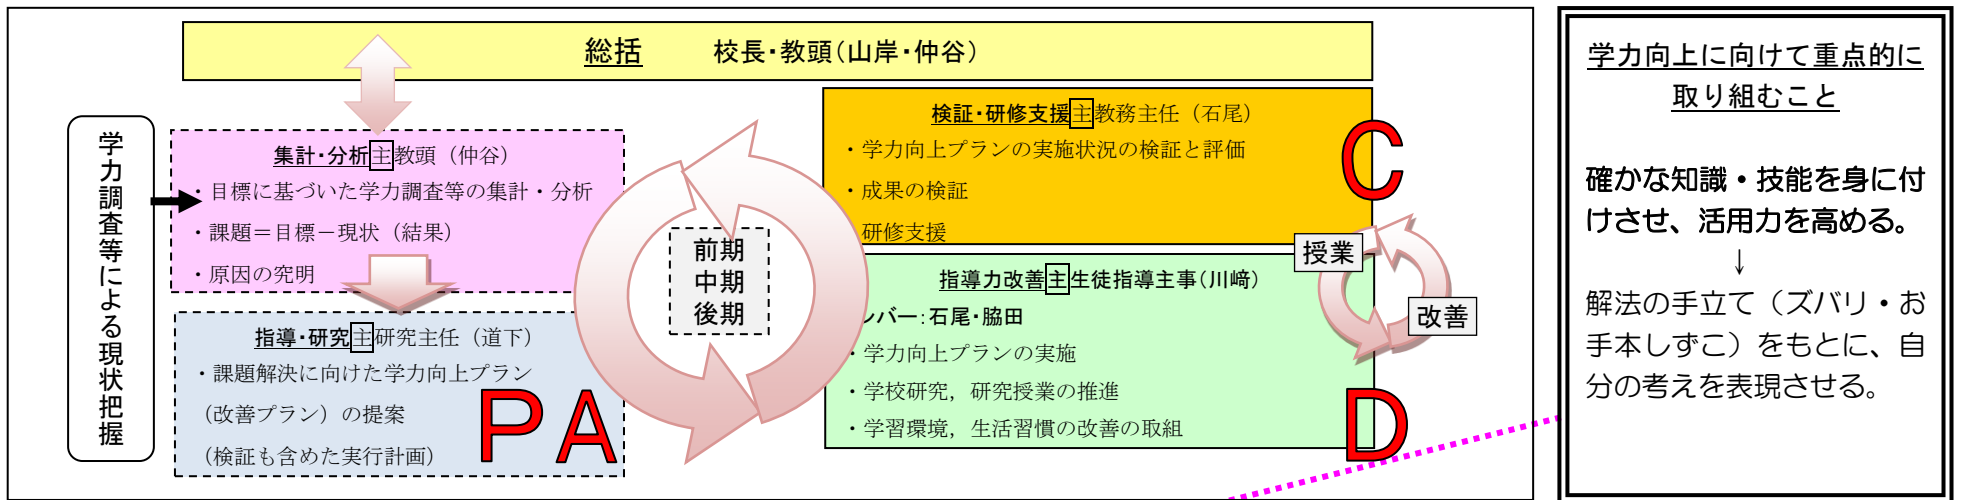 総括　　校長・教頭(山岸・仲谷)
学力調査等による現状把握
集計・分析主教頭（仲谷）
・目標に基づいた学力調査等の集計・分析
・課題＝目標－現状（結果）
・原因の究明
指導・研究主研究主任（道下）
・課題解決に向けた学力向上プラン
（改善プラン）の提案
（検証も含めた実行計画）
PA
前期
中期
後期
検証・研修支援主教務主任（石尾）
・学力向上プランの実施状況の検証と評価
・成果の検証
研修支援
C
指導力改善主生徒指導主事(川﨑)
ンバー：石尾・脇田
・学力向上プランの実施
・学校研究，研究授業の推進
・学習環境，生活習慣の改善の取組
D
授業
改善
学力向上に向けて重点的に
取り組むこと
確かな知識・技能を身に付
けさせ、活用力を高める。
↓
解法の手立て（ズバリ・お
手本しずこ）をもとに、自
分の考えを表現させる。